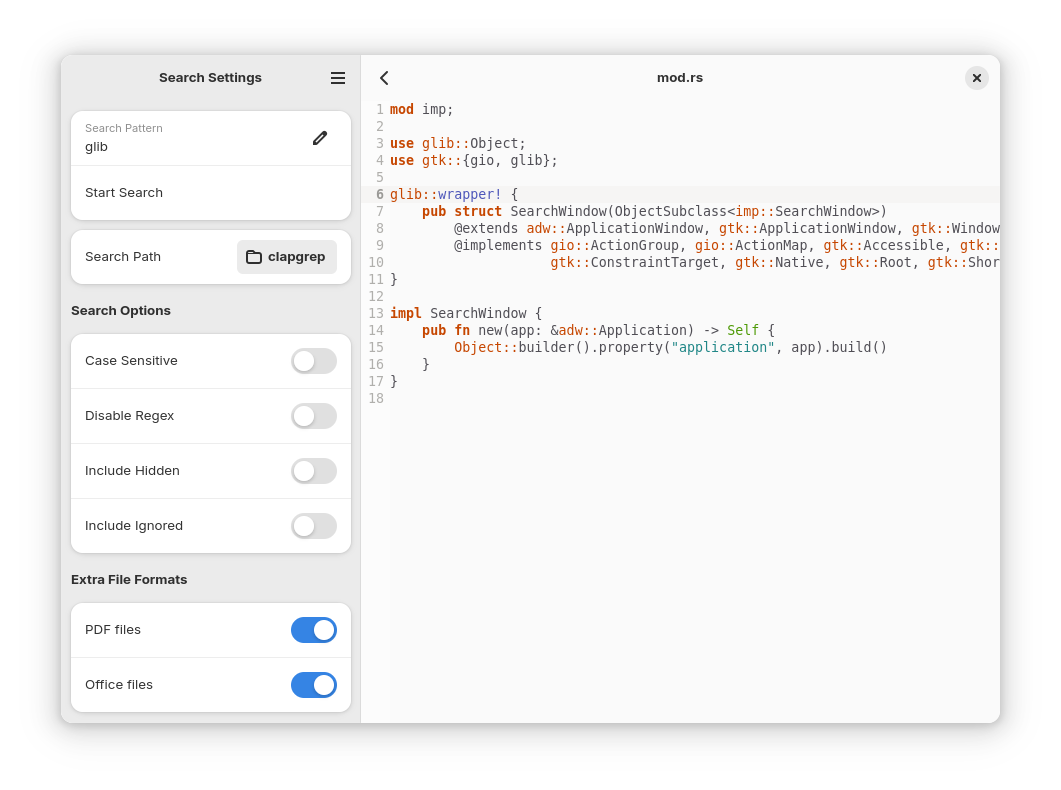 Search Settings
Search Pattern
glib
Start Search
Search Path
clapgrep
Search Options
Case Sensitive
Disable Regex
Include Hidden
Include Ignored
Extra File Formats
PDF files
Office files
mod.rs
1 mod imp;
2
3 use glib::Object;
4 use gtk::{gio, glib};
5
6 glib::wrapper! {
7     pub struct SearchWindow(ObjectSubclass<imp::SearchWindow>)
8         @extends adw::ApplicationWindow, gtk::ApplicationWindow, gtk::Window
9         @implements gio::ActionGroup, gio::ActionMap, gtk::Accessible, gtk::
10                     gtk::ConstraintTarget, gtk::Native, gtk::Root, gtk::Shor
11 }
12
13 impl SearchWindow {
14     pub fn new(app: &adw::Application) -> Self {
15         Object::builder().property("application", app).build()
16     }
17 }
18